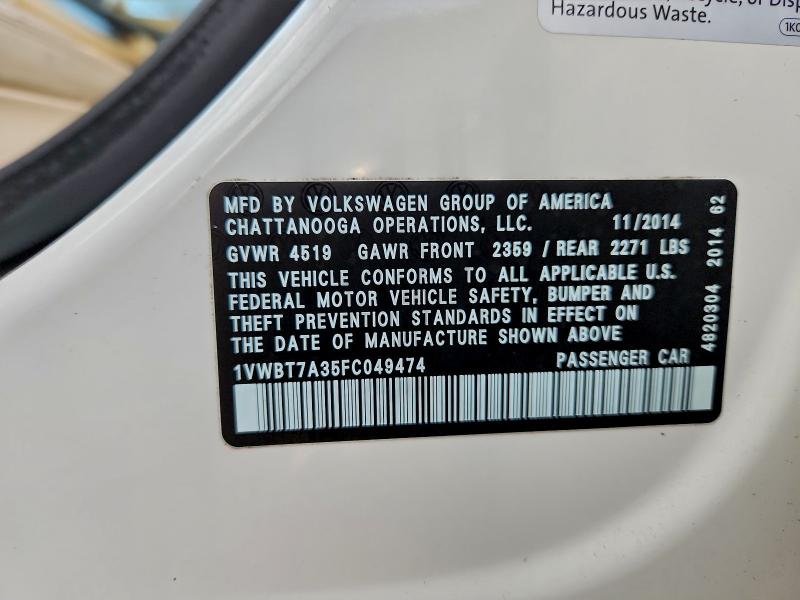 Hazardous Waste.
MFD BY VOLKSWAGEN GROUP OF AMERICA
CHATTANOOGA OPERATIONS, LLC. 11/2014
GVWR 4519 GAWR FRONT 2359 / REAR 2271 LBS
THIS VEHICLE CONFORMS TO ALL APPLICABLE U.S.
FEDERAL MOTOR VEHICLE SAFETY, BUMPER AND
THEFT PREVENTION STANDARDS IN EFFECT ON
THE DATE OF MANUFACTURE SHOWN ABOVE
1VWBT7A35FC049474 PASSENGER CAR
4820304 2014 62